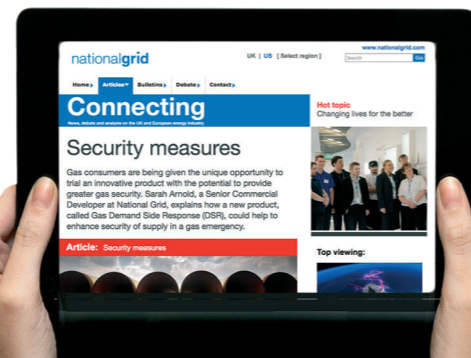 nationalgrid
UK | US [ Select region ]
www.nationalgrid.com
Search Go
Home Articles Bulletins Debate Contact
Connecting
News, debate and analysis on the UK and European energy industry
Hot topic
Changing lives for the better
Security measures
Gas consumers are being given the unique opportunity to
trial an innovative product with the potential to provide
greater gas security. Sarah Arnold, a Senior Commercial
Developer at National Grid, explains how a new product,
called Gas Demand Side Response (DSR), could help to
enhance security of supply in a gas emergency.
Article: Security measures
Top viewing: